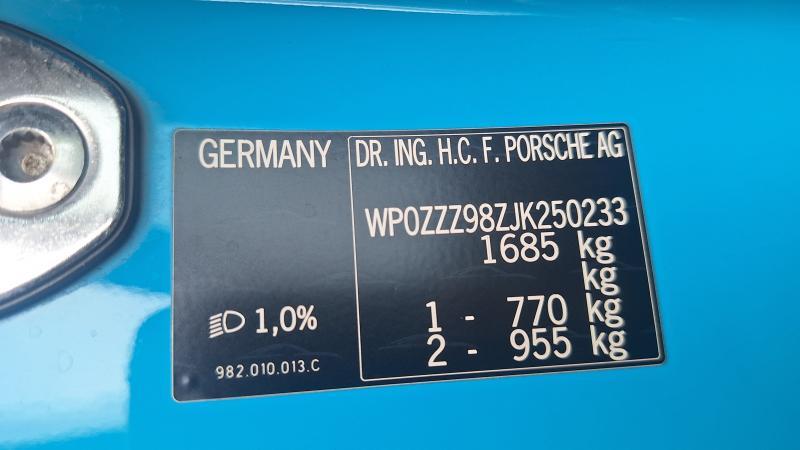 GERMANY
DR. ING. H.C. F. PORSCHE AG
WP0ZZZ98ZJK250233
1685 kg
kg
1 - 770 kg
2 - 955 kg
1,0%
982.010.013.C